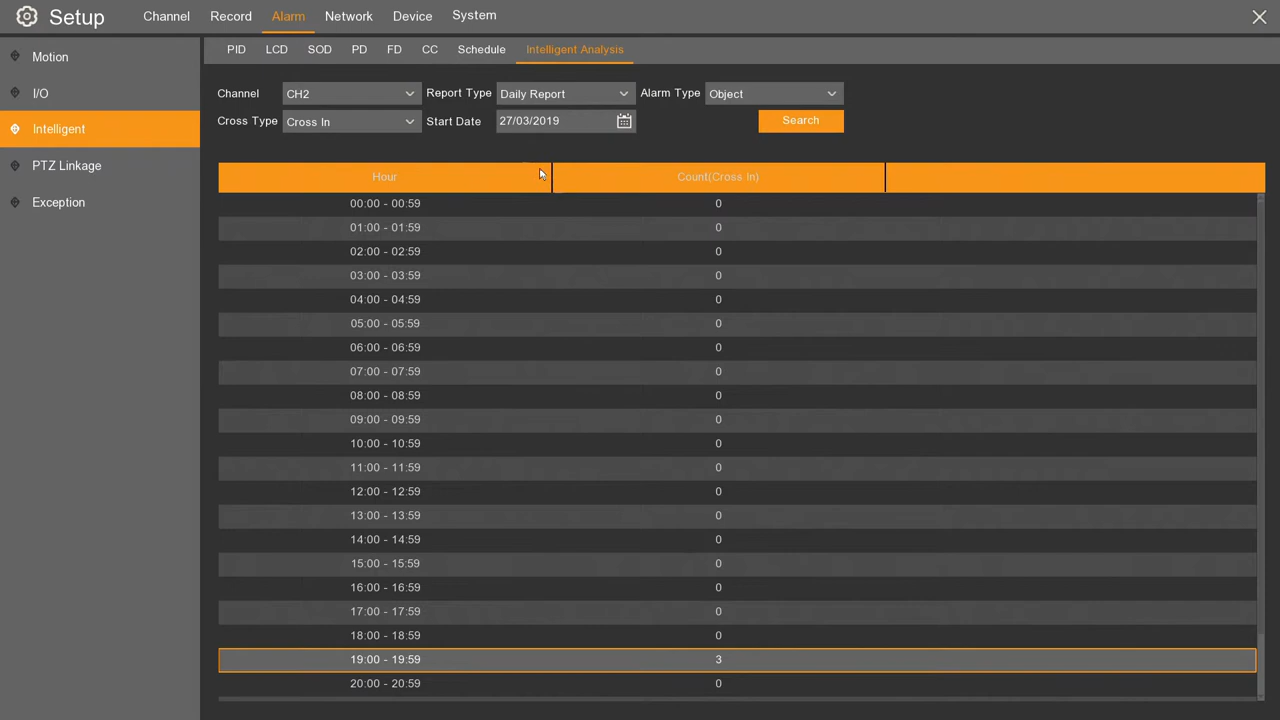 Setup Channel Record Alarm Network Device System
Motion
I/O
Intelligent
PTZ Linkage
Exception
PID LCD SOD PD FD CC Schedule Intelligent Analysis
Channel CH2 Report Type Daily Report Alarm Type Object
Cross Type Cross In Start Date 27/03/2019 Search
Hour Count(Cross In)
00:00 - 00:59 0
01:00 - 01:59 0
02:00 - 02:59 0
03:00 - 03:59 0
04:00 - 04:59 0
05:00 - 05:59 0
06:00 - 06:59 0
07:00 - 07:59 0
08:00 - 08:59 0
09:00 - 09:59 0
10:00 - 10:59 0
11:00 - 11:59 0
12:00 - 12:59 0
13:00 - 13:59 0
14:00 - 14:59 0
15:00 - 15:59 0
16:00 - 16:59 0
17:00 - 17:59 0
18:00 - 18:59 0
19:00 - 19:59 3
20:00 - 20:59 0